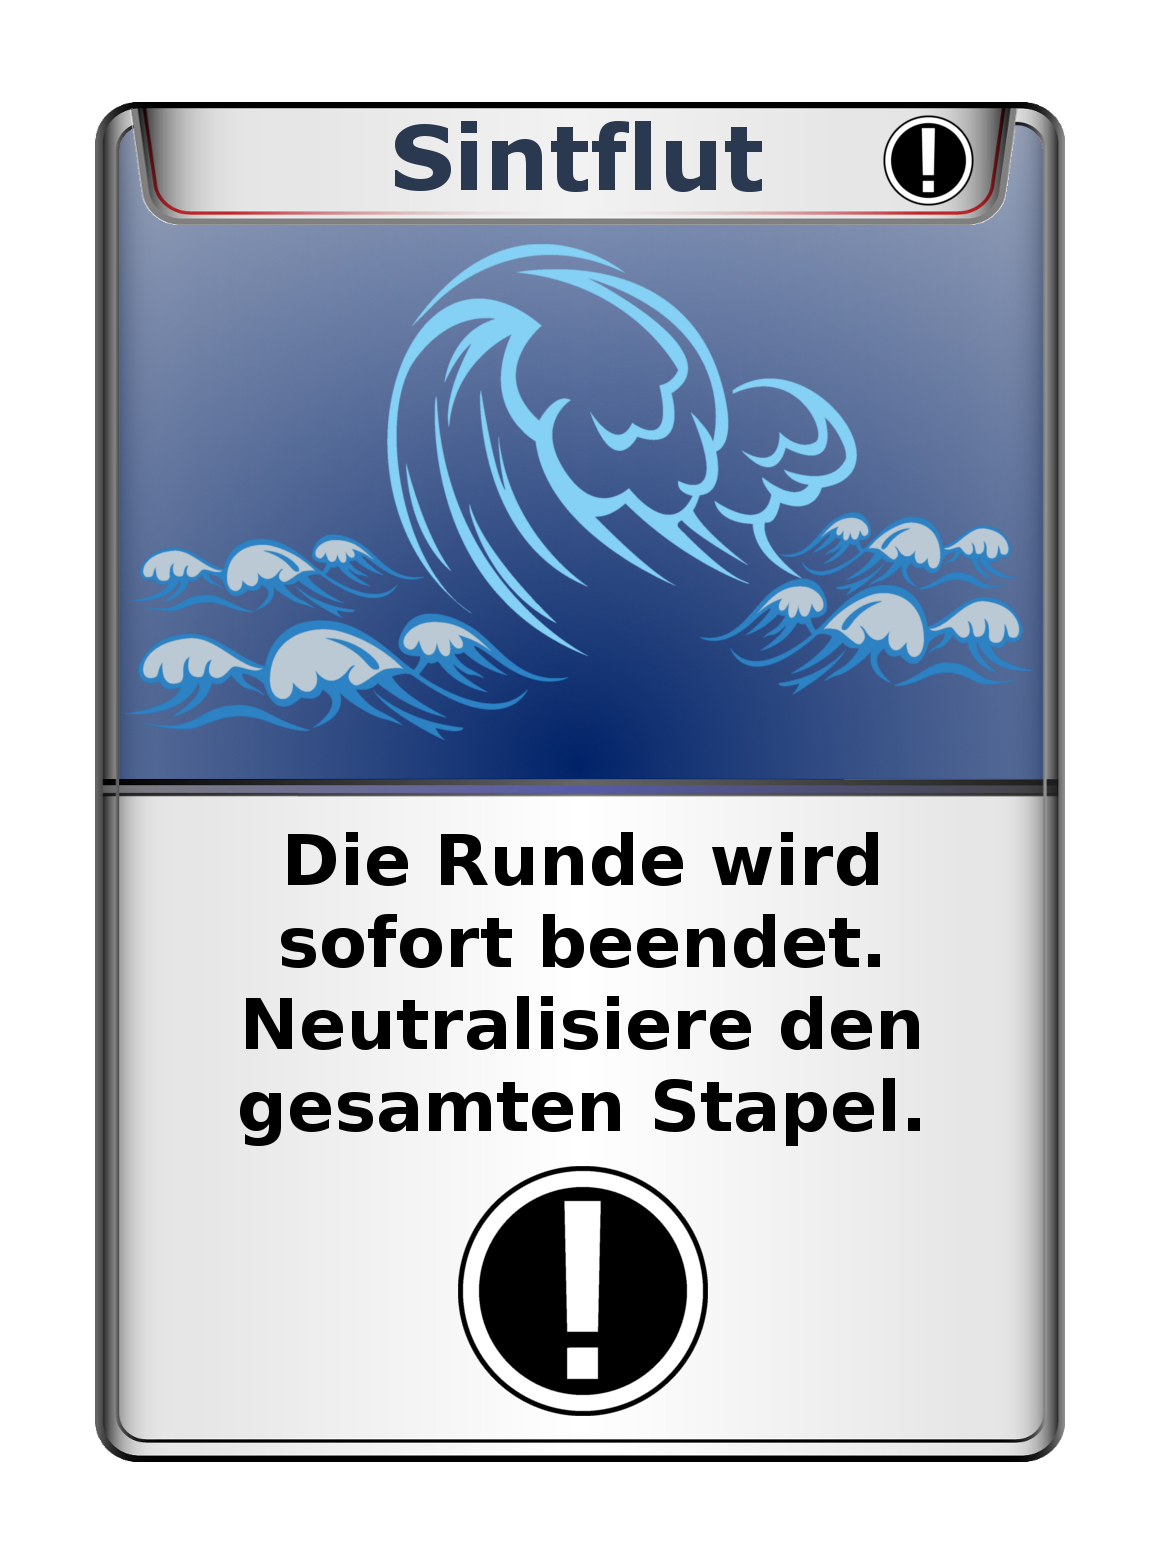 Sintflut !
Die Runde wird
sofort beendet.
Neutralisiere den
gesamten Stapel.
!